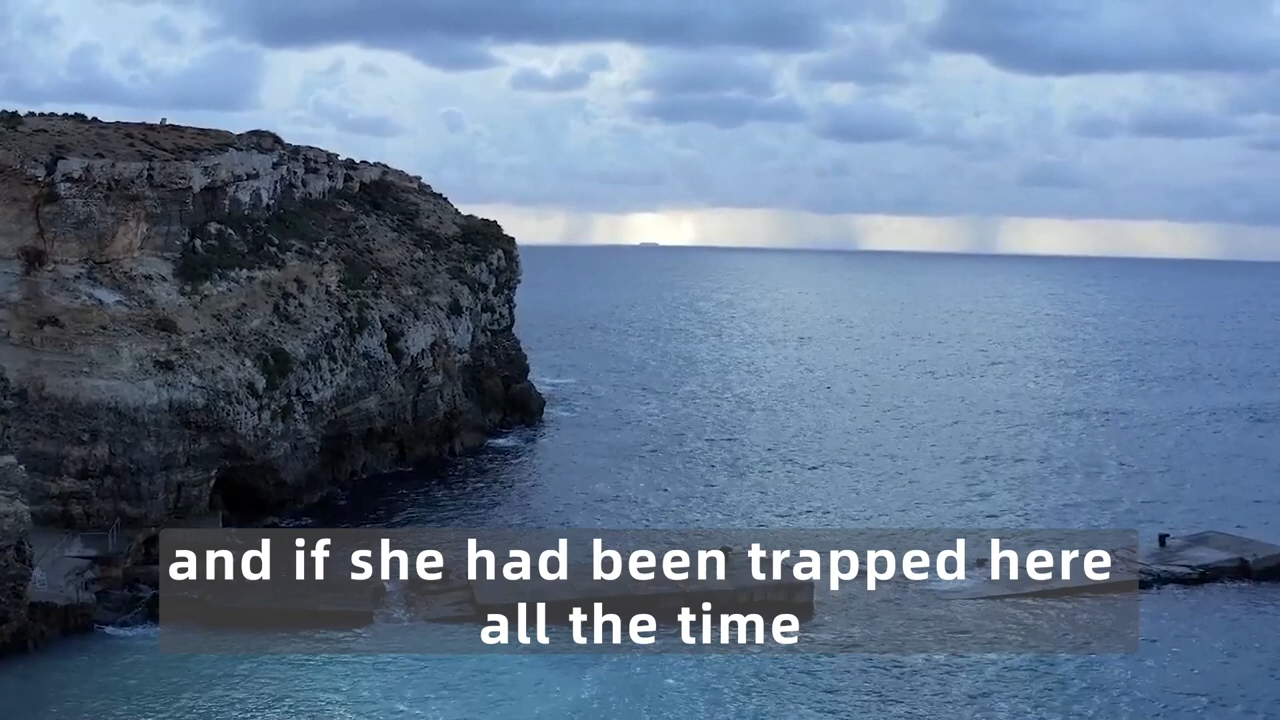 and if she had been trapped here
all the time